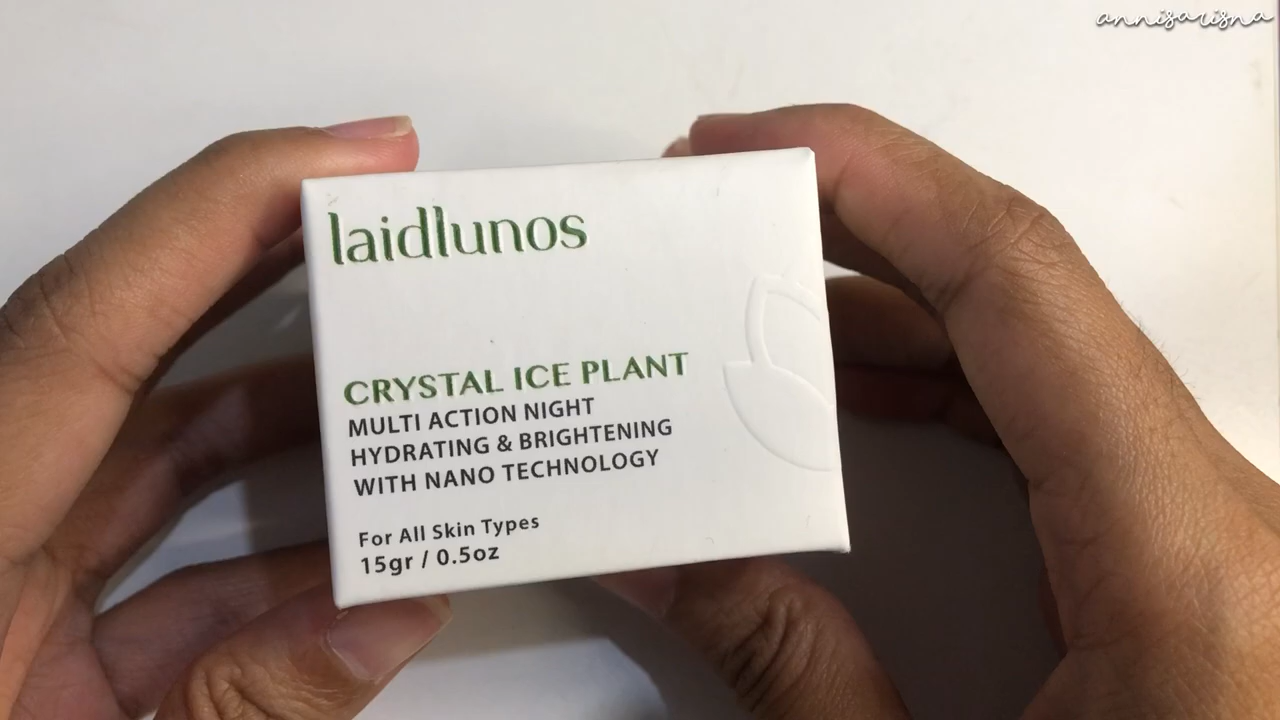 annisarisna
laidlunos
CRYSTAL ICE PLANT
MULTI ACTION NIGHT
HYDRATING & BRIGHTENING
WITH NANO TECHNOLOGY
For All Skin Types
15gr / 0.5oz